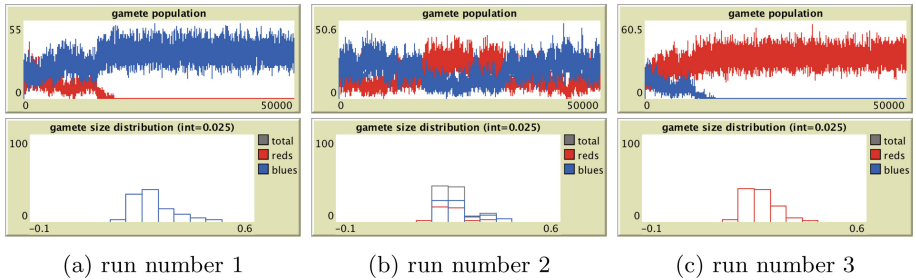 gamete population
55
0
0
50000
gamete size distribution (int=0.025)
100
0
-0.1
0.6
total
reds
blues
(a) run number 1
gamete population
50.6
0
0
50000
gamete size distribution (int=0.025)
100
0
-0.1
0.6
total
reds
blues
(b) run number 2
gamete population
60.5
0
0
50000
gamete size distribution (int=0.025)
100
0
-0.1
0.6
total
reds
blues
(c) run number 3